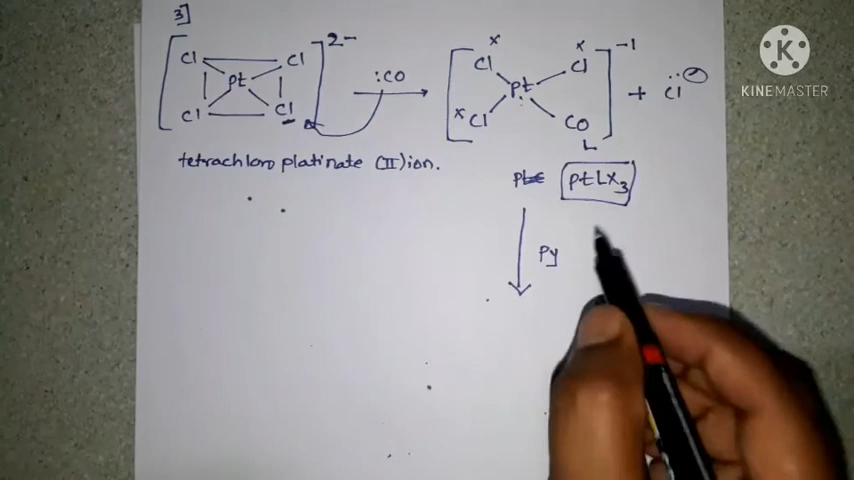 3]
[ Cl Cl ]2-
Pt
Cl Cl
:CO
[ Cl x Cl x ]-1
Pt
x Cl CO
L
+ :Cl⊖
tetrachloro platinate (II) ion.
pt LX3
Py
K
KINEMASTER